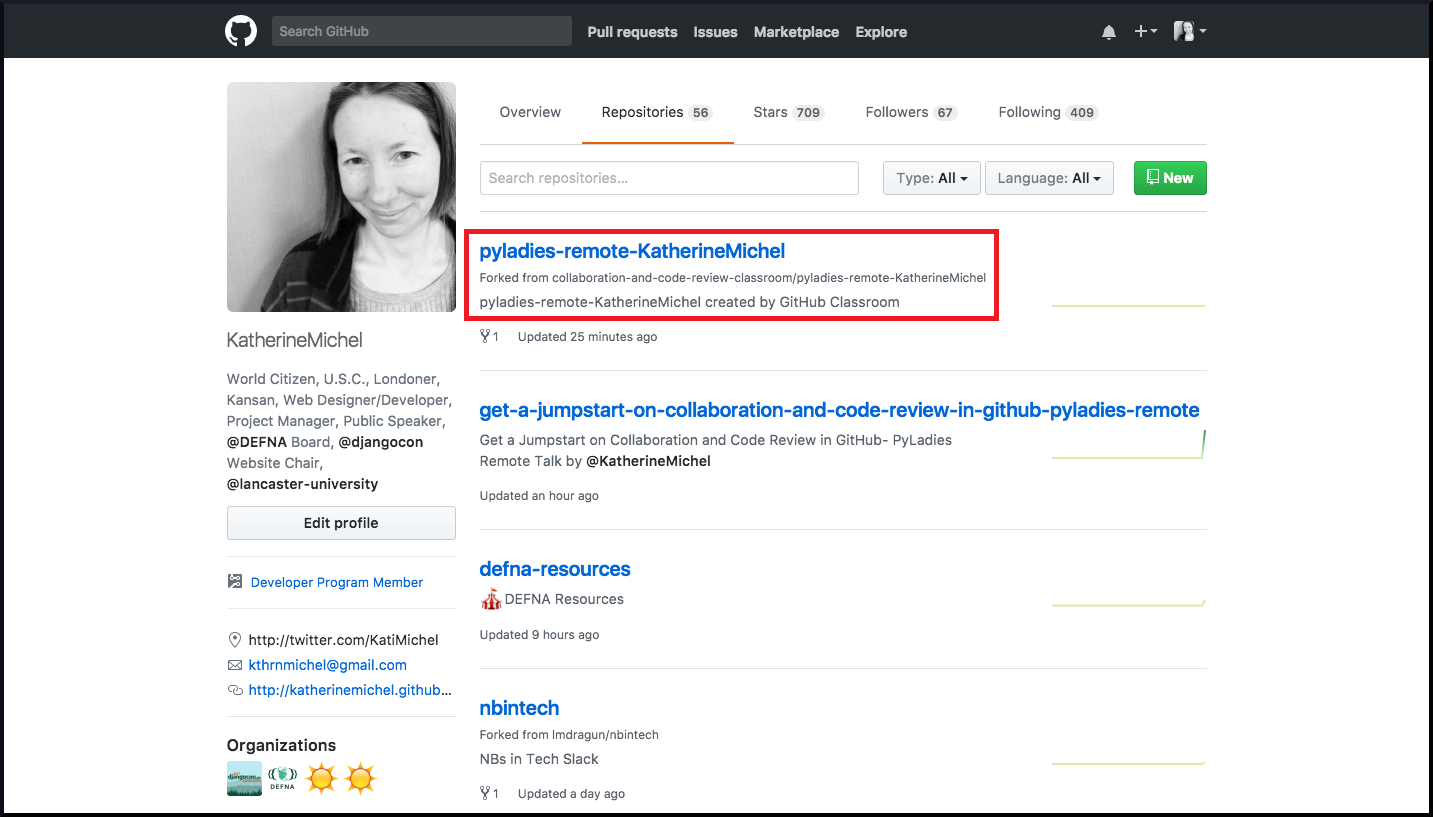 Search GitHub
Pull requests
Issues
Marketplace
Explore
Overview
Repositories 56
Stars 709
Followers 67
Following 409
Search repositories...
Type: All
Language: All
New
pyladies-remote-KatherineMichel
Forked from collaboration-and-code-review-classroom/pyladies-remote-KatherineMichel
pyladies-remote-KatherineMichel created by GitHub Classroom
1 Updated 25 minutes ago
get-a-jumpstart-on-collaboration-and-code-review-in-github-pyladies-remote
Get a Jumpstart on Collaboration and Code Review in GitHub- PyLadies
Remote Talk by @KatherineMichel
Updated an hour ago
defna-resources
DEFNA Resources
Updated 9 hours ago
nbintech
Forked from lmdragun/nbintech
NBs in Tech Slack
1 Updated a day ago
KatherineMichel
World Citizen, U.S.C., Londoner,
Kansan, Web Designer/Developer,
Project Manager, Public Speaker,
@DEFNA Board, @djangocon
Website Chair,
@lancaster-university
Edit profile
Developer Program Member
http://twitter.com/KatiMichel
kthrnmichel@gmail.com
http://katherinemichel.github...
Organizations
DEFNA